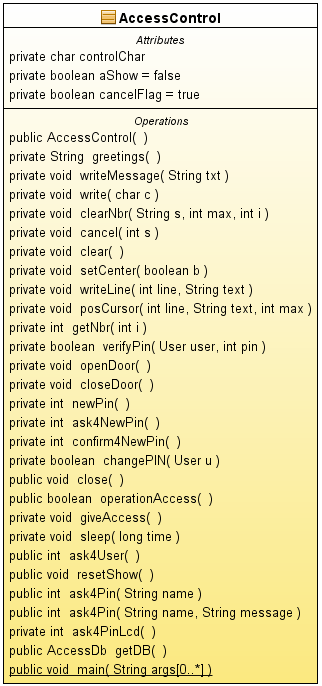 AccessControl
Attributes
private char controlChar
private boolean aShow = false
private boolean cancelFlag = true
Operations
public AccessControl( )
private String greetings( )
private void writeMessage( String txt )
private void write( char c )
private void clearNbr( String s, int max, int i )
private void cancel( int s )
private void clear( )
private void setCenter( boolean b )
private void writeLine( int line, String text )
private void posCursor( int line, String text, int max )
private int getNbr( int i )
private boolean verifyPin( User user, int pin )
private void openDoor( )
private void closeDoor( )
private int newPin( )
private int ask4NewPin( )
private int confirm4NewPin( )
private boolean changePIN( User u )
public void close( )
public boolean operationAccess( )
private void giveAccess( )
private void sleep( long time )
public int ask4User( )
public void resetShow( )
public int ask4Pin( String name )
public int ask4Pin( String name, String message )
private int ask4PinLcd( )
public AccessDb getDB( )
public void main( String args[0..*] )